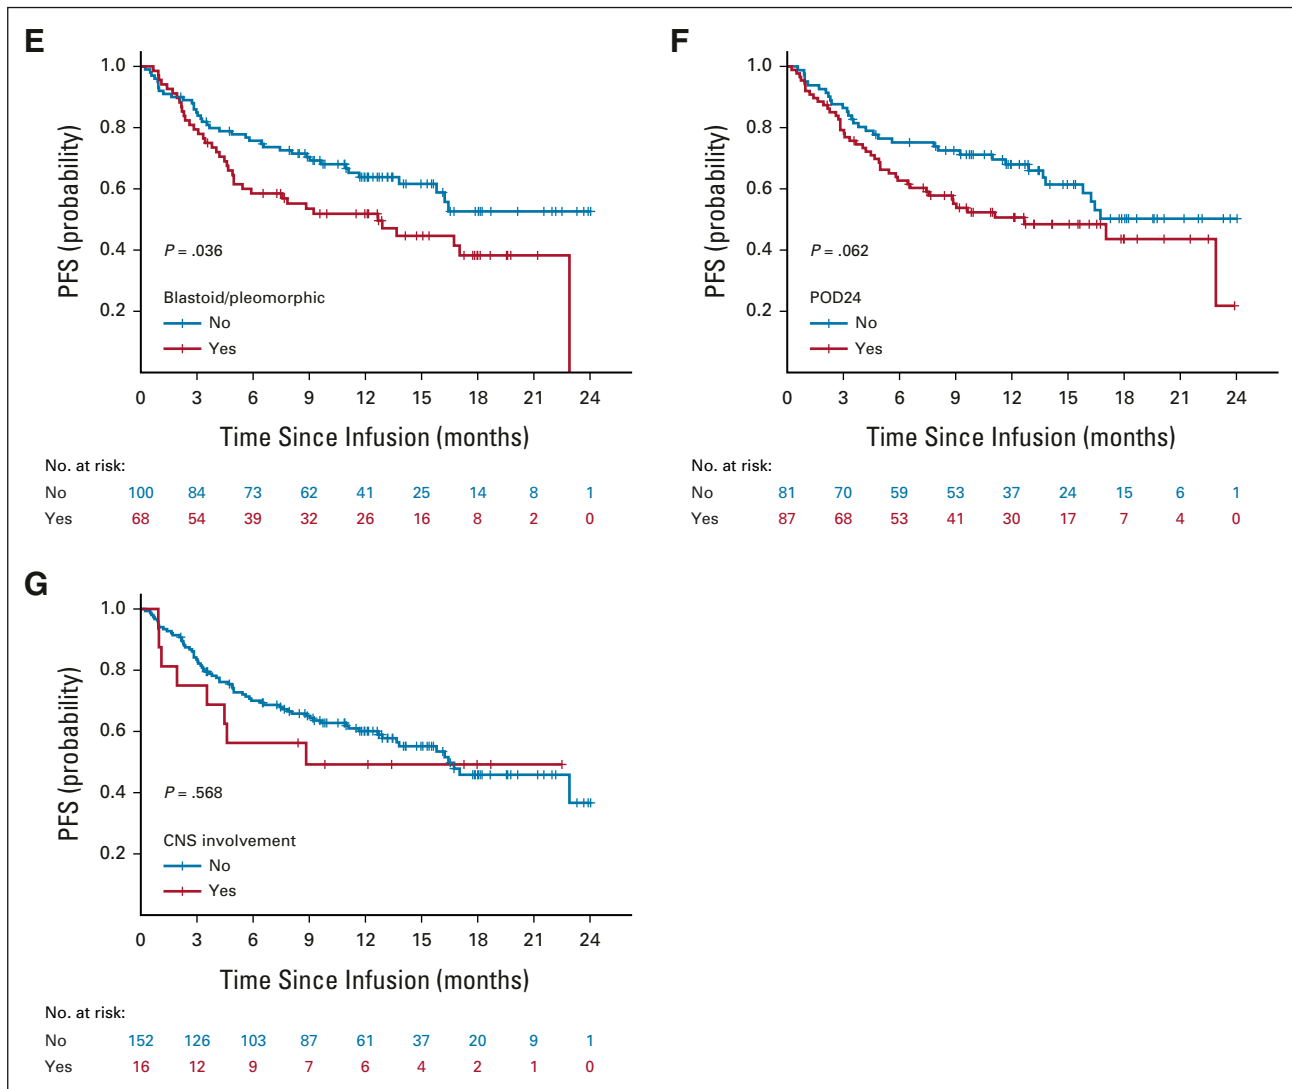 E
1.0
0.8
0.6
0.4
0.2
PFS (probability)
P = .036
Blastoid/pleomorphic
No
Yes
0 3 6 9 12 15 18 21 24
Time Since Infusion (months)
No. at risk:
No 100 84 73 62 41 25 14 8 1
Yes 68 54 39 32 26 16 8 2 0
F
1.0
0.8
0.6
0.4
0.2
PFS (probability)
P = .062
POD24
No
Yes
0 3 6 9 12 15 18 21 24
Time Since Infusion (months)
No. at risk:
No 81 70 59 53 37 24 15 6 1
Yes 87 68 53 41 30 17 7 4 0
G
1.0
0.8
0.6
0.4
0.2
PFS (probability)
P = .568
CNS involvement
No
Yes
0 3 6 9 12 15 18 21 24
Time Since Infusion (months)
No. at risk:
No 152 126 103 87 61 37 20 9 1
Yes 16 12 9 7 6 4 2 1 0